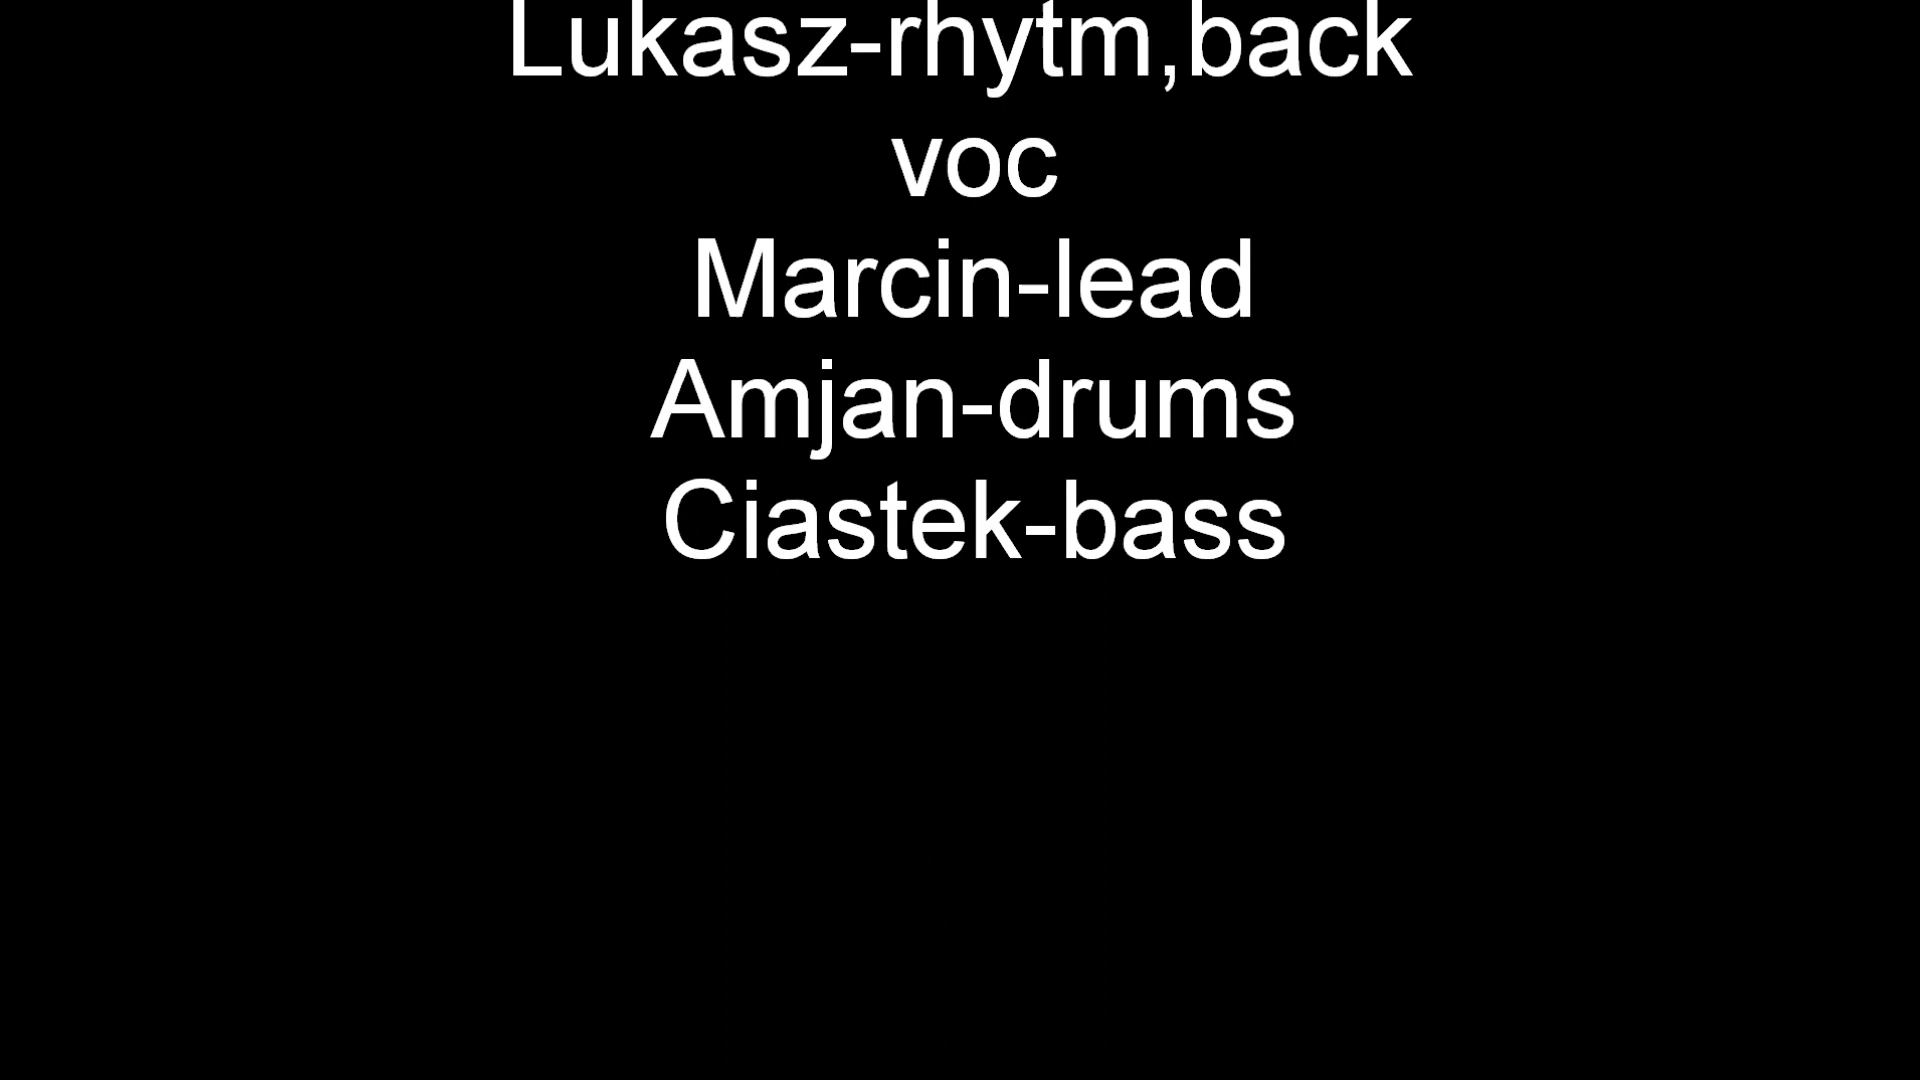 Lukasz-rhytm,back
voc
Marcin-lead
Amjan-drums
Ciastek-bass